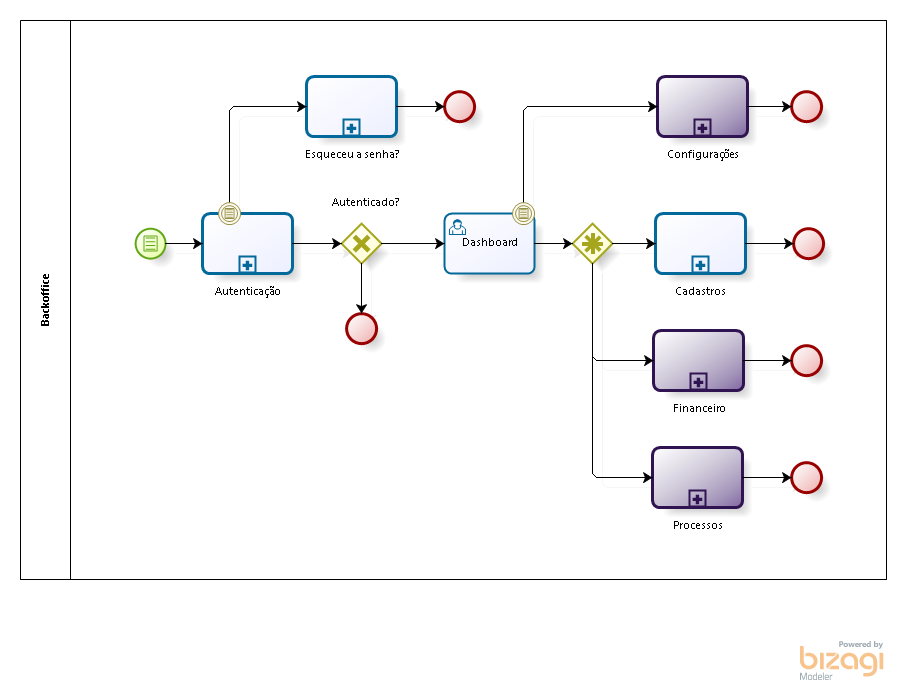 Backoffice
Esqueceu a senha?
Configurações
Autenticado?
Dashboard
Autenticação
Cadastros
Financeiro
Processos
Powered by
bizagi
Modeler